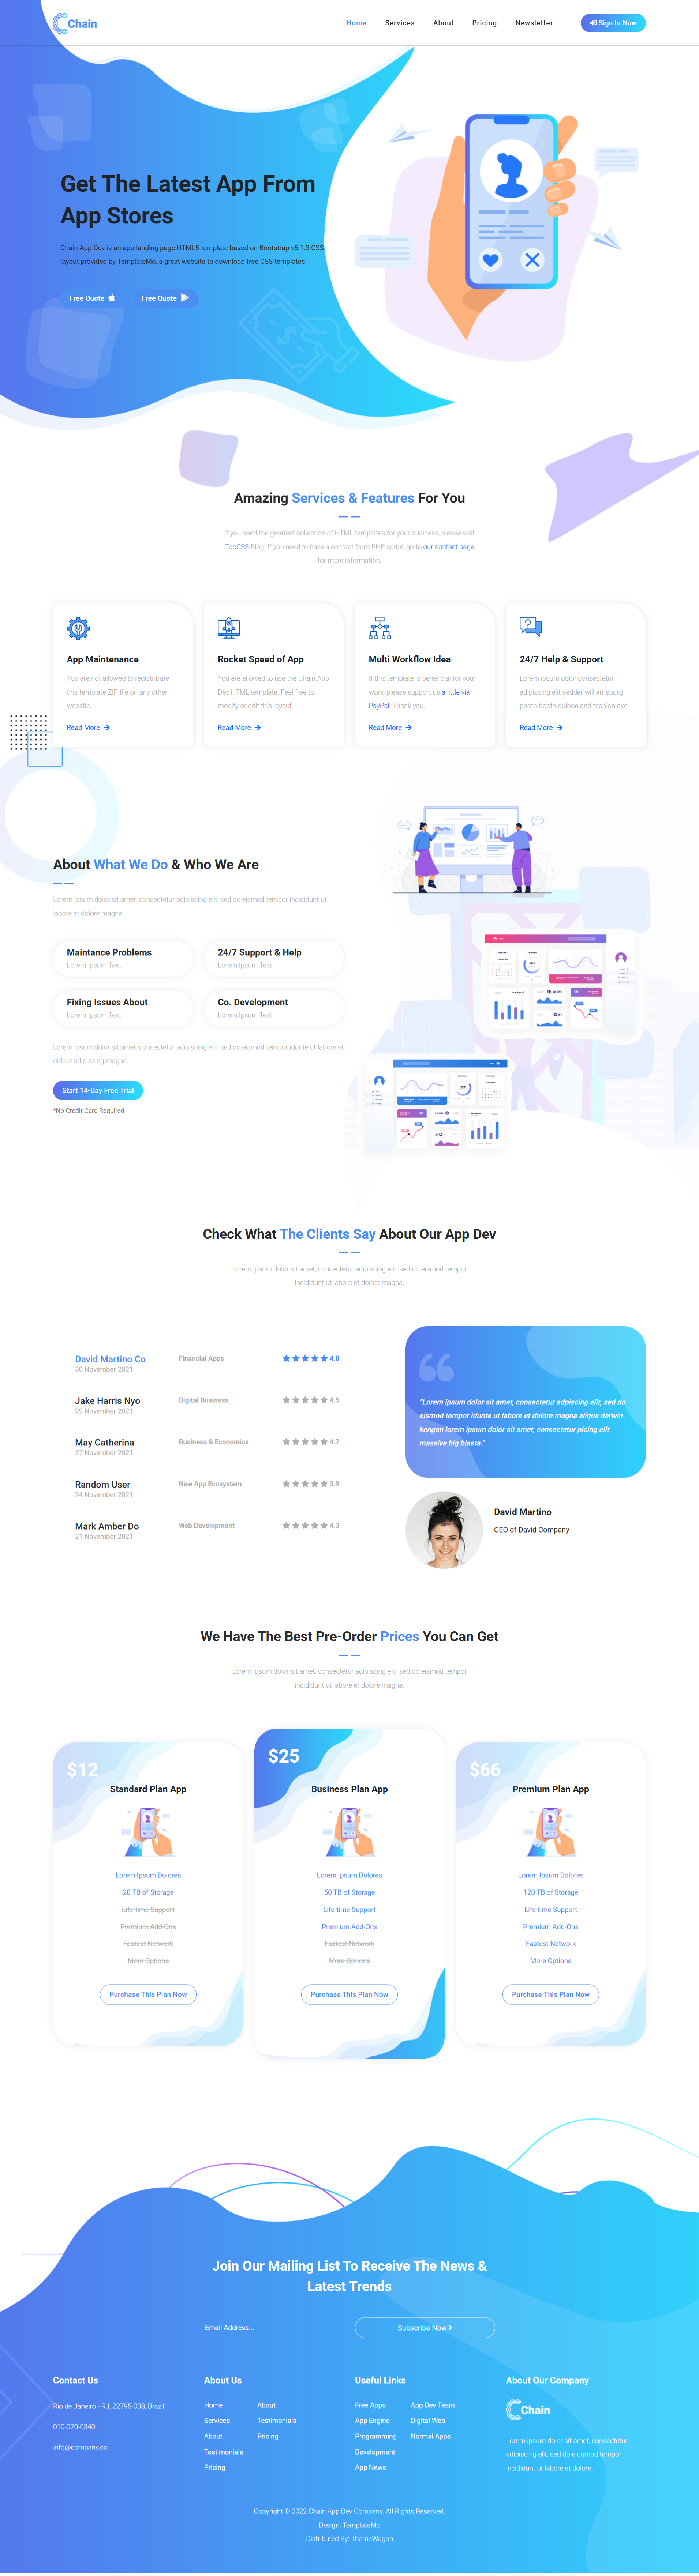 Chain
Home Services About Pricing Newsletter Sign In Now
Get The Latest App From
App Stores
Chain App Dev is an app landing page HTML5 template based on Bootstrap v5.1.3 CSS
layout provided by TemplateMo, a great website to download free CSS templates.
Free Quote Free Quote
Amazing Services & Features For You
If you need the greatest collection of HTML templates for your business, please visit
TooCSS Blog. If you need to have a contact form PHP script, go to our contact page
for more information.
App Maintenance
You are not allowed to redistribute
this template ZIP file on any other
website.
Read More
Rocket Speed of App
You are allowed to use the Chain App
Dev HTML template. Feel free to
modify or edit this layout.
Read More
Multi Workflow Idea
If this template is beneficial for your
work, please support us a little via
PayPal. Thank you.
Read More
24/7 Help & Support
Lorem ipsum dolor consectetur
adipiscing elit sedder williamsburg
photo booth quinoa and fashion axe.
Read More
About What We Do & Who We Are
Lorem ipsum dolor sit amet, consectetur adipiscing elit, sed do eismod tempor incididunt ut
labore et dolore magna.
Maintance Problems
Lorem Ipsum Text
24/7 Support & Help
Lorem Ipsum Text
Fixing Issues About
Lorem Ipsum Text
Co. Development
Lorem Ipsum Text
Lorem ipsum dolor sit amet, consectetur adipiscing elit, sed do eismod tempor idunte ut labore et
dolore adipiscing magna.
Start 14-Day Free Trial
*No Credit Card Required
Check What The Clients Say About Our App Dev
Lorem ipsum dolor sit amet, consectetur adipiscing elit, sed do eismod tempor
incididunt ut labore et dolore magna.
David Martino Co
30 November 2021
Financial Apps
4.8
Jake Harris Nyo
29 November 2021
Digital Business
4.5
May Catherina
27 November 2021
Business & Economics
4.7
Random User
24 November 2021
New App Ecosystem
3.9
Mark Amber Do
21 November 2021
Web Development
4.3
“Lorem ipsum dolor sit amet, consectetur adpiscing elit, sed do
eismod tempor idunte ut labore et dolore magna aliqua darwin
kengan lorem ipsum dolor sit amet, consectetur picing elit
massive big blasta.”
David Martino
CEO of David Company
We Have The Best Pre-Order Prices You Can Get
Lorem ipsum dolor sit amet, consectetur adipiscing elit, sed do eismod tempor
incididunt ut labore et dolore magna.
$12
Standard Plan App
Lorem Ipsum Dolores
20 TB of Storage
Life-time Support
Premium Add-Ons
Fastest Network
More Options
Purchase This Plan Now
$25
Business Plan App
Lorem Ipsum Dolores
50 TB of Storage
Life-time Support
Premium Add-Ons
Fastest Network
More Options
Purchase This Plan Now
$66
Premium Plan App
Lorem Ipsum Dolores
120 TB of Storage
Life-time Support
Premium Add-Ons
Fastest Network
More Options
Purchase This Plan Now
Join Our Mailing List To Receive The News &
Latest Trends
Email Address...
Subscribe Now
Contact Us
Rio de Janeiro - RJ, 22795-008, Brazil
010-020-0340
info@company.co
About Us
Home
Services
About
Testimonials
Pricing
About
Testimonials
Pricing
Useful Links
Free Apps
App Engine
Programming
Development
App News
App Dev Team
Digital Web
Normal Apps
About Our Company
Chain
Lorem ipsum dolor sit amet, consectetur
adipiscing elit, sed do eiusmod tempor
incididunt ut labore et dolore.
Copyright © 2022 Chain App Dev Company. All Rights Reserved.
Design: TemplateMo
Distributed By: ThemeWagon